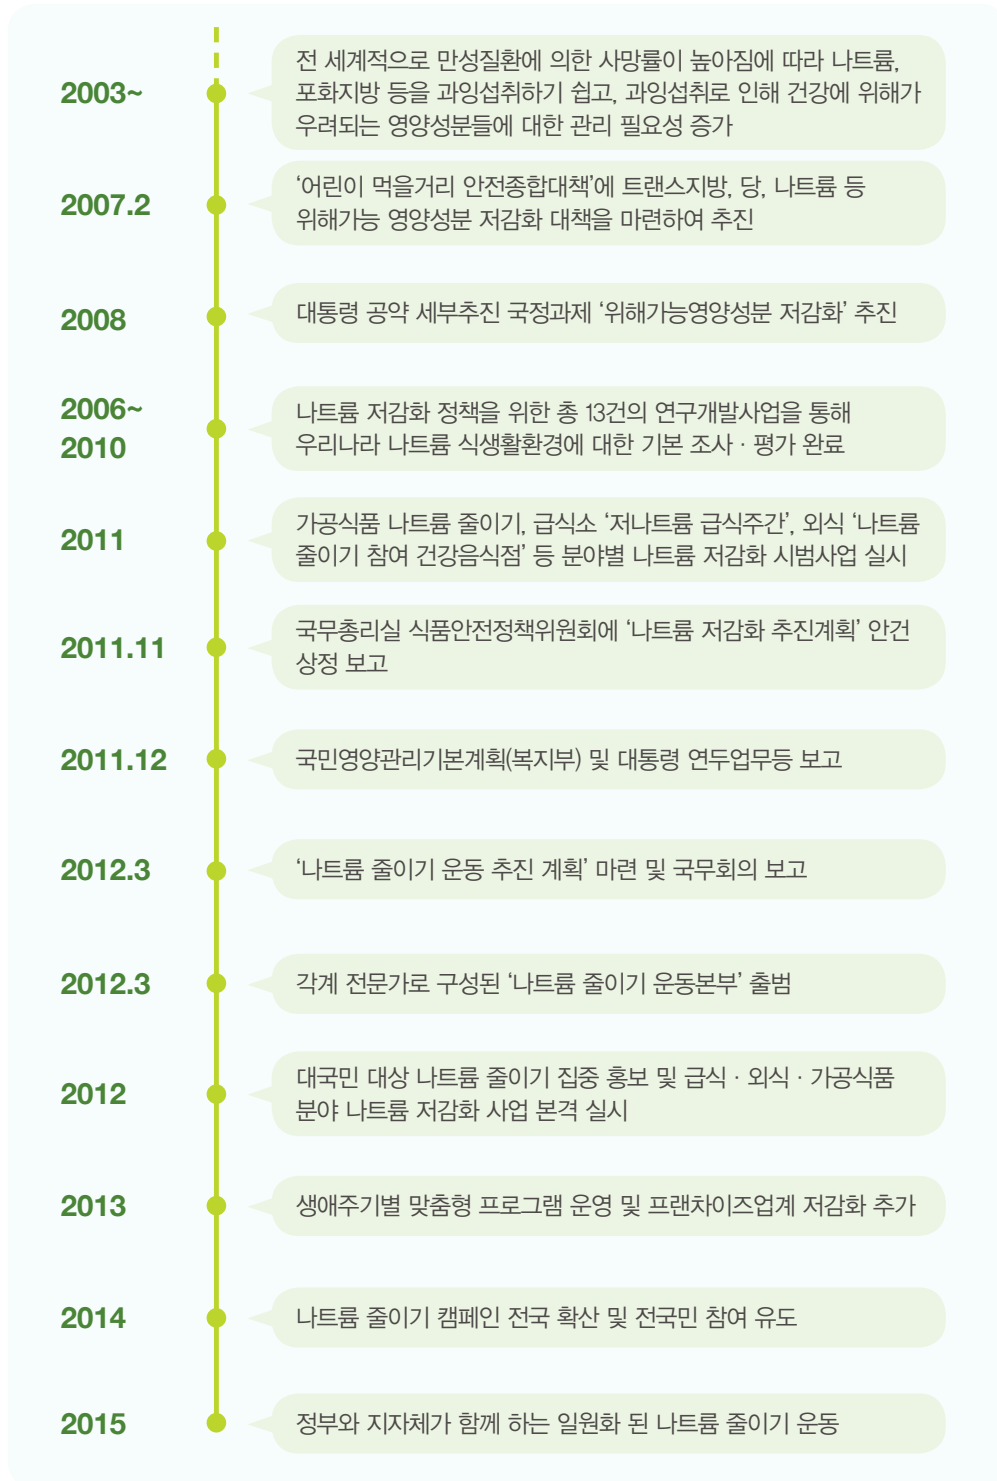 2003~
전 세계적으로 만성질환에 의한 사망률이 높아짐에 따라 나트륨,
포화지방 등을 과잉섭취하기 쉽고, 과잉섭취로 인해 건강에 위해가
우려되는 영양성분들에 대한 관리 필요성 증가
2007.2
‘어린이 먹을거리 안전종합대책’에 트랜스지방, 당, 나트륨 등
위해가능 영양성분 저감화 대책을 마련하여 추진
2008
대통령 공약 세부추진 국정과제 ‘위해가능영양성분 저감화’ 추진
2006~
2010
나트륨 저감화 정책을 위한 총 13건의 연구개발사업을 통해
우리나라 나트륨 식생활환경에 대한 기본 조사 · 평가 완료
2011
가공식품 나트륨 줄이기, 급식소 ‘저나트륨 급식주간’, 외식 ‘나트륨
줄이기 참여 건강음식점’ 등 분야별 나트륨 저감화 시범사업 실시
2011.11
국무총리실 식품안전정책위원회에 ‘나트륨 저감화 추진계획’ 안건
상정 보고
2011.12
국민영양관리기본계획(복지부) 및 대통령 연두업무등 보고
2012.3
‘나트륨 줄이기 운동 추진 계획’ 마련 및 국무회의 보고
2012.3
각계 전문가로 구성된 ‘나트륨 줄이기 운동본부’ 출범
2012
대국민 대상 나트륨 줄이기 집중 홍보 및 급식 · 외식 · 가공식품
분야 나트륨 저감화 사업 본격 실시
2013
생애주기별 맞춤형 프로그램 운영 및 프랜차이즈업계 저감화 추가
2014
나트륨 줄이기 캠페인 전국 확산 및 전국민 참여 유도
2015
정부와 지자체가 함께 하는 일원화 된 나트륨 줄이기 운동